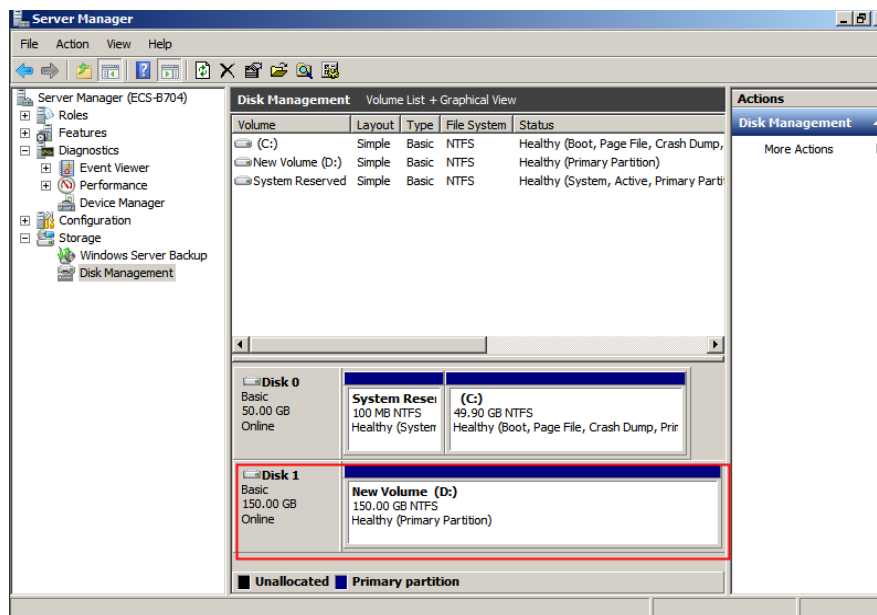 Server Manager
File Action View Help
Server Manager (ECS-B704)
Roles
Features
Diagnostics
Event Viewer
Performance
Device Manager
Configuration
Storage
Windows Server Backup
Disk Management
Disk Management Volume List + Graphical View
Volume Layout Type File System Status
(C:) Simple Basic NTFS Healthy (Boot, Page File, Crash Dump,
New Volume (D:) Simple Basic NTFS Healthy (Primary Partition)
System Reserved Simple Basic NTFS Healthy (System, Active, Primary Parti
Disk 0
Basic
50.00 GB
Online
System Reser
100 MB NTFS
Healthy (System
(C:)
49.90 GB NTFS
Healthy (Boot, Page File, Crash Dump, Prir
Disk 1
Basic
150.00 GB
Online
New Volume (D:)
150.00 GB NTFS
Healthy (Primary Partition)
Unallocated Primary partition
Actions
Disk Management
More Actions